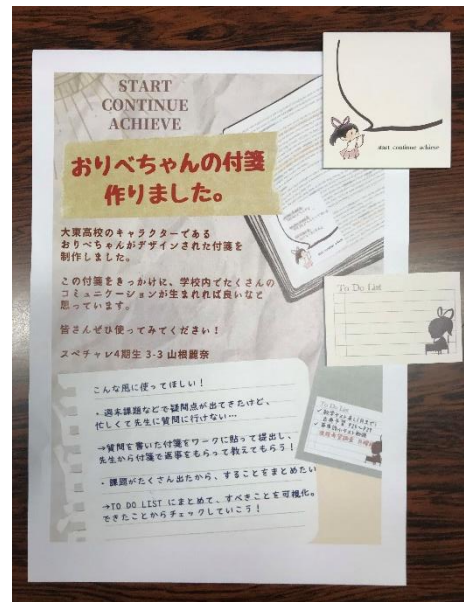 START
CONTINUE
ACHIEVE
おりべちゃんの付箋
作りました。
大東高校のキャラクターである
おりべちゃんがデザインされた付箋を
制作しました。
この付箋をきっかけに、学校内でたくさんの
コミュニケーションが生まれれば良いなと
思っています。
皆さんぜひ使ってみてください！
スペチャレ4期生 3-3 山根麗奈
こんな風に使ってほしい！
・週末課題などで疑問点が出てきたけど、
忙しくて先生に質問に行けない…
→質問を書いた付箋をワークに貼って提出し、
先生から付箋で返事をもらって教えてもらう！
・課題がたくさん出たから、することをまとめたい
→TO DO LIST にまとめて、すべきことを可視化。
できたことからチェックしていこう！
start continue achieve
To Do List
To Do List